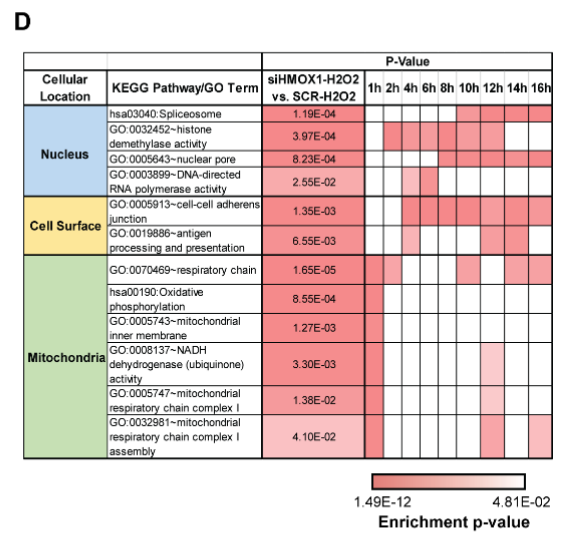 D
P-Value
Cellular Location KEGG Pathway/GO Term siHMOX1-H2O2 vs. SCR-H2O2 1h 2h 4h 6h 8h 10h 12h 14h 16h
Nucleus
hsa03040:Spliceosome 1.19E-04
GO:0032452~histone
demethylase activity 3.97E-04
GO:0005643~nuclear pore 8.23E-04
GO:0003899~DNA-directed
RNA polymerase activity 2.55E-02
Cell Surface
GO:0005913~cell-cell adherens
junction 1.35E-03
GO:0019886~antigen
processing and presentation 6.55E-03
Mitochondria
GO:0070469~respiratory chain 1.65E-05
hsa00190:Oxidative
phosphorylation 8.55E-04
GO:0005743~mitochondrial
inner membrane 1.27E-03
GO:0008137~NADH
dehydrogenase (ubiquinone)
activity 3.30E-03
GO:0005747~mitochondrial
respiratory chain complex I 1.38E-02
GO:0032981~mitochondrial
respiratory chain complex I
assembly 4.10E-02
1.49E-12 4.81E-02
Enrichment p-value